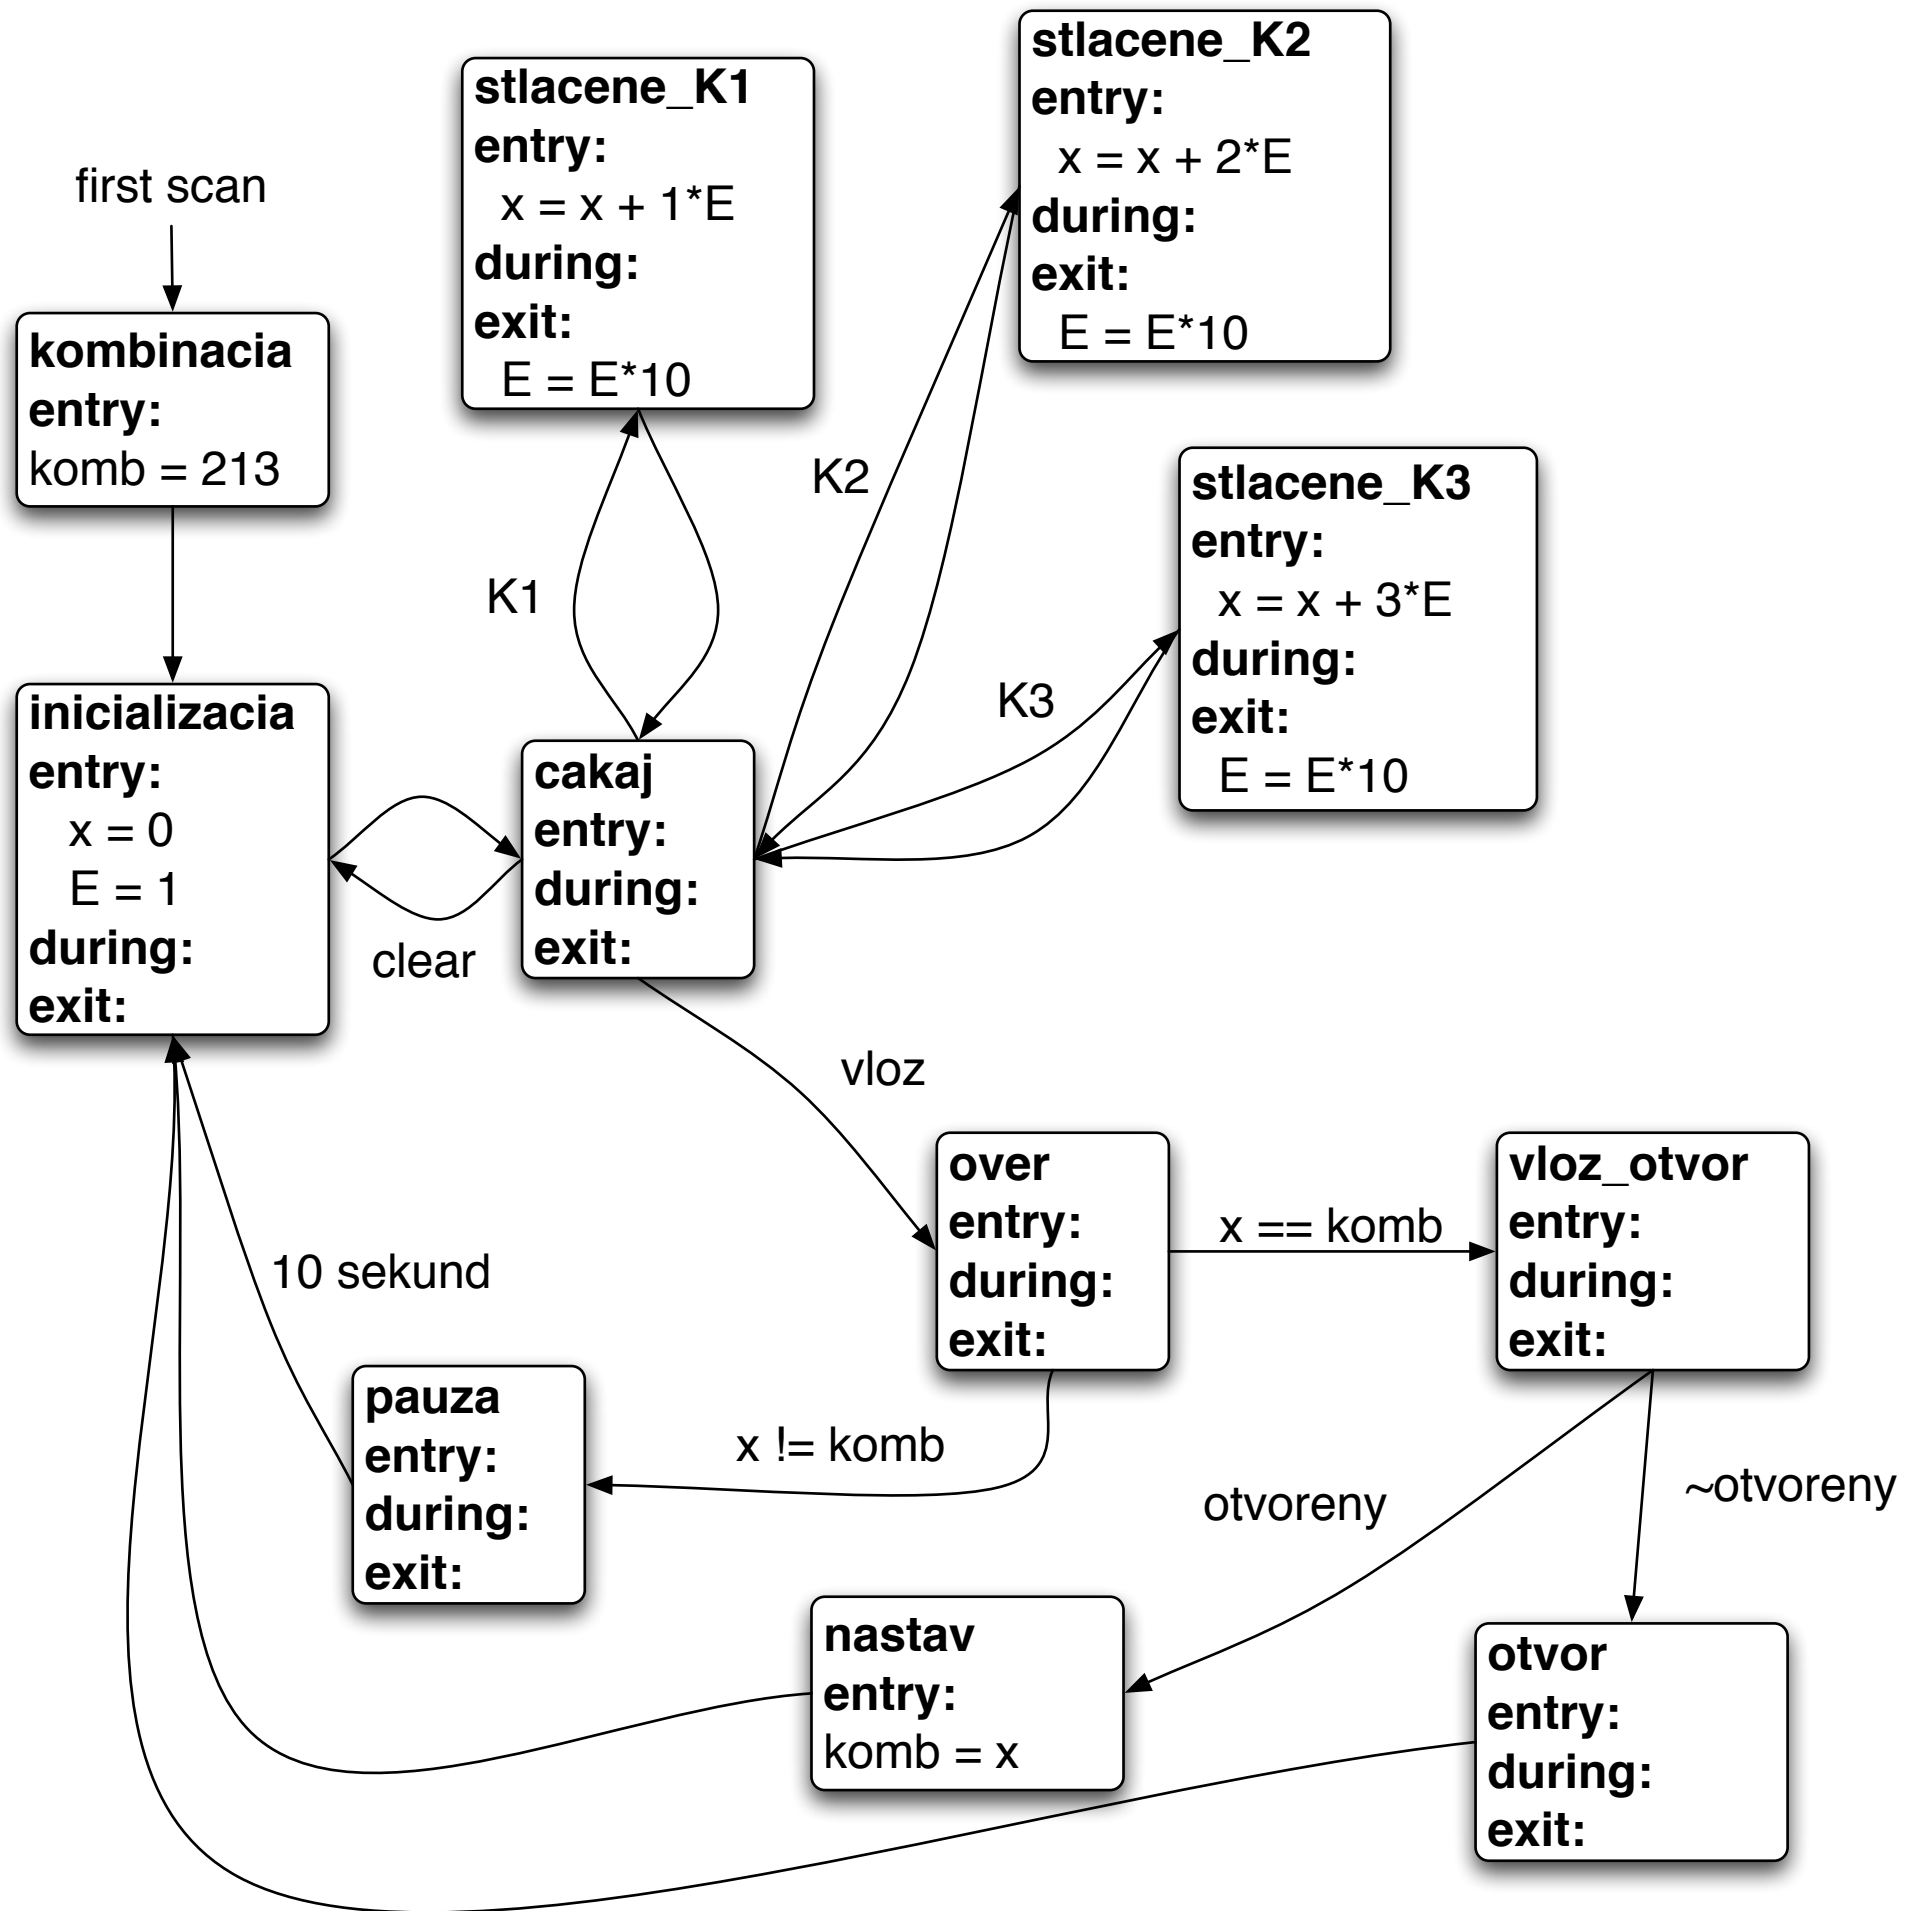 first scan
kombinacia
entry:
komb = 213
inicializacia
entry:
x = 0
E = 1
during:
exit:
stlacene_K1
entry:
x = x + 1*E
during:
exit:
E = E*10
stlacene_K2
entry:
x = x + 2*E
during:
exit:
E = E*10
stlacene_K3
entry:
x = x + 3*E
during:
exit:
E = E*10
K1
K2
K3
cakaj
entry:
during:
exit:
clear
vloz
over
entry:
during:
exit:
x == komb
vloz_otvor
entry:
during:
exit:
10 sekund
pauza
entry:
during:
exit:
x != komb
otvoreny
~otvoreny
nastav
entry:
komb = x
otvor
entry:
during:
exit: